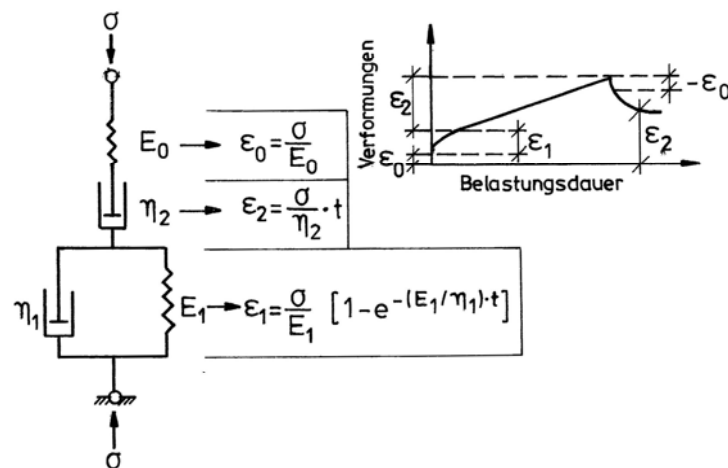 σ
E₀ → ε₀ = σ/E₀
η₂ → ε₂ = σ/η₂ · t
η₁
E₁ → ε₁ = σ/E₁ [1 - e^-(E₁/η₁)·t]
σ
Verformungen
ε₂
ε₀
ε₁
-ε₀
ε₂
Belastungsdauer